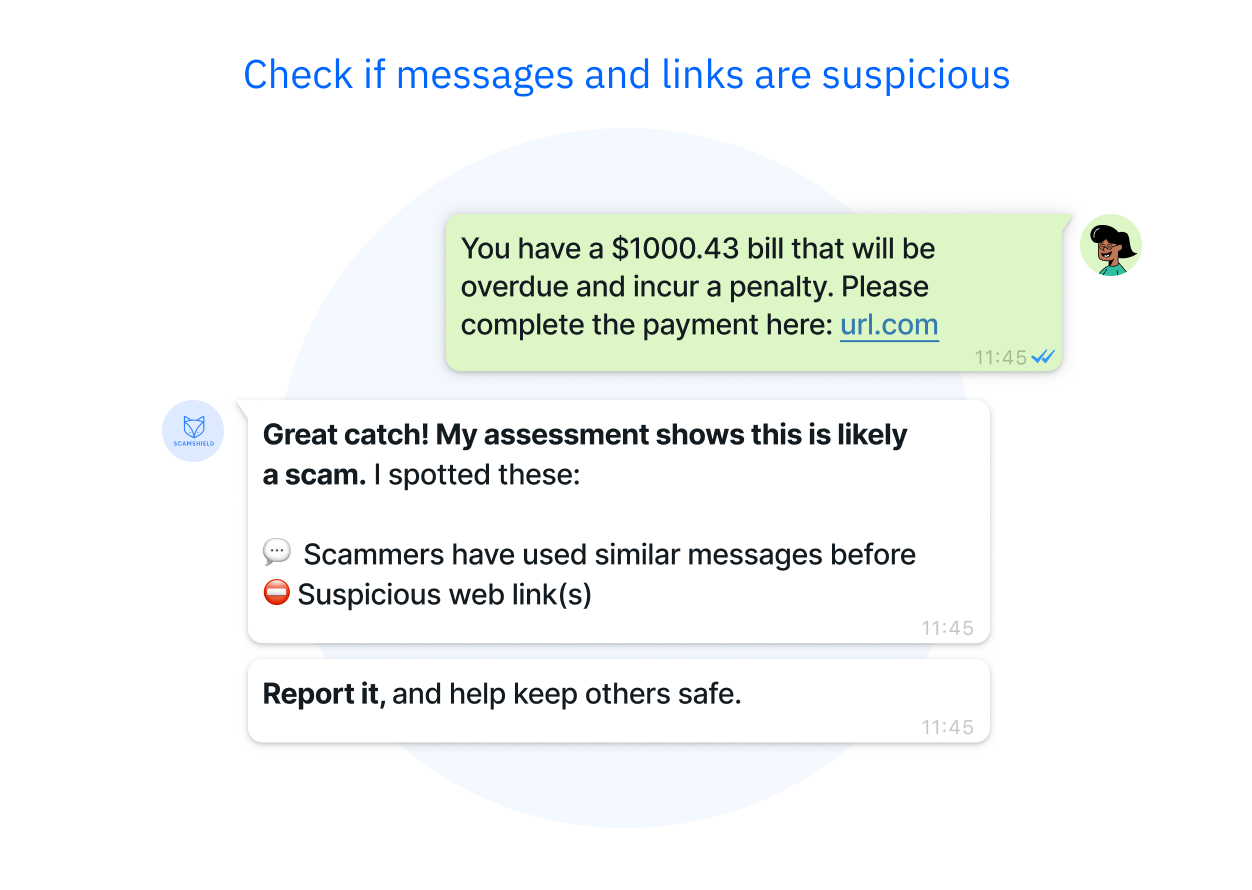 Check if messages and links are suspicious
You have a $1000.43 bill that will be
overdue and incur a penalty. Please
complete the payment here: url.com
11:45
SCAMSHIELD
Great catch! My assessment shows this is likely
a scam. I spotted these:
💬 Scammers have used similar messages before
⛔ Suspicious web link(s)
11:45
Report it, and help keep others safe.
11:45